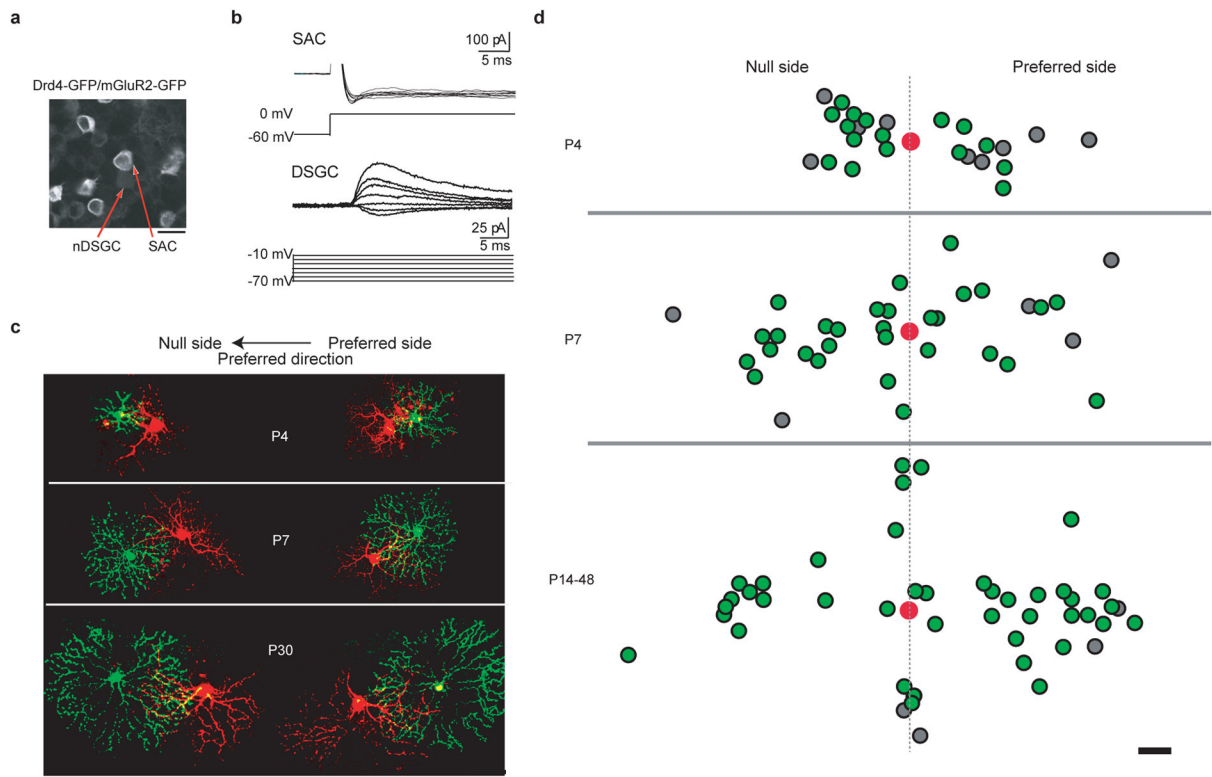 a
Drd4-GFP/mGluR2-GFP
nDSGC
SAC
b
SAC
100 pA
5 ms
0 mV
-60 mV
DSGC
25 pA
5 ms
-10 mV
-70 mV
c
Null side
Preferred side
Preferred direction
P4
P7
P30
d
Null side
Preferred side
P4
P7
P14-48